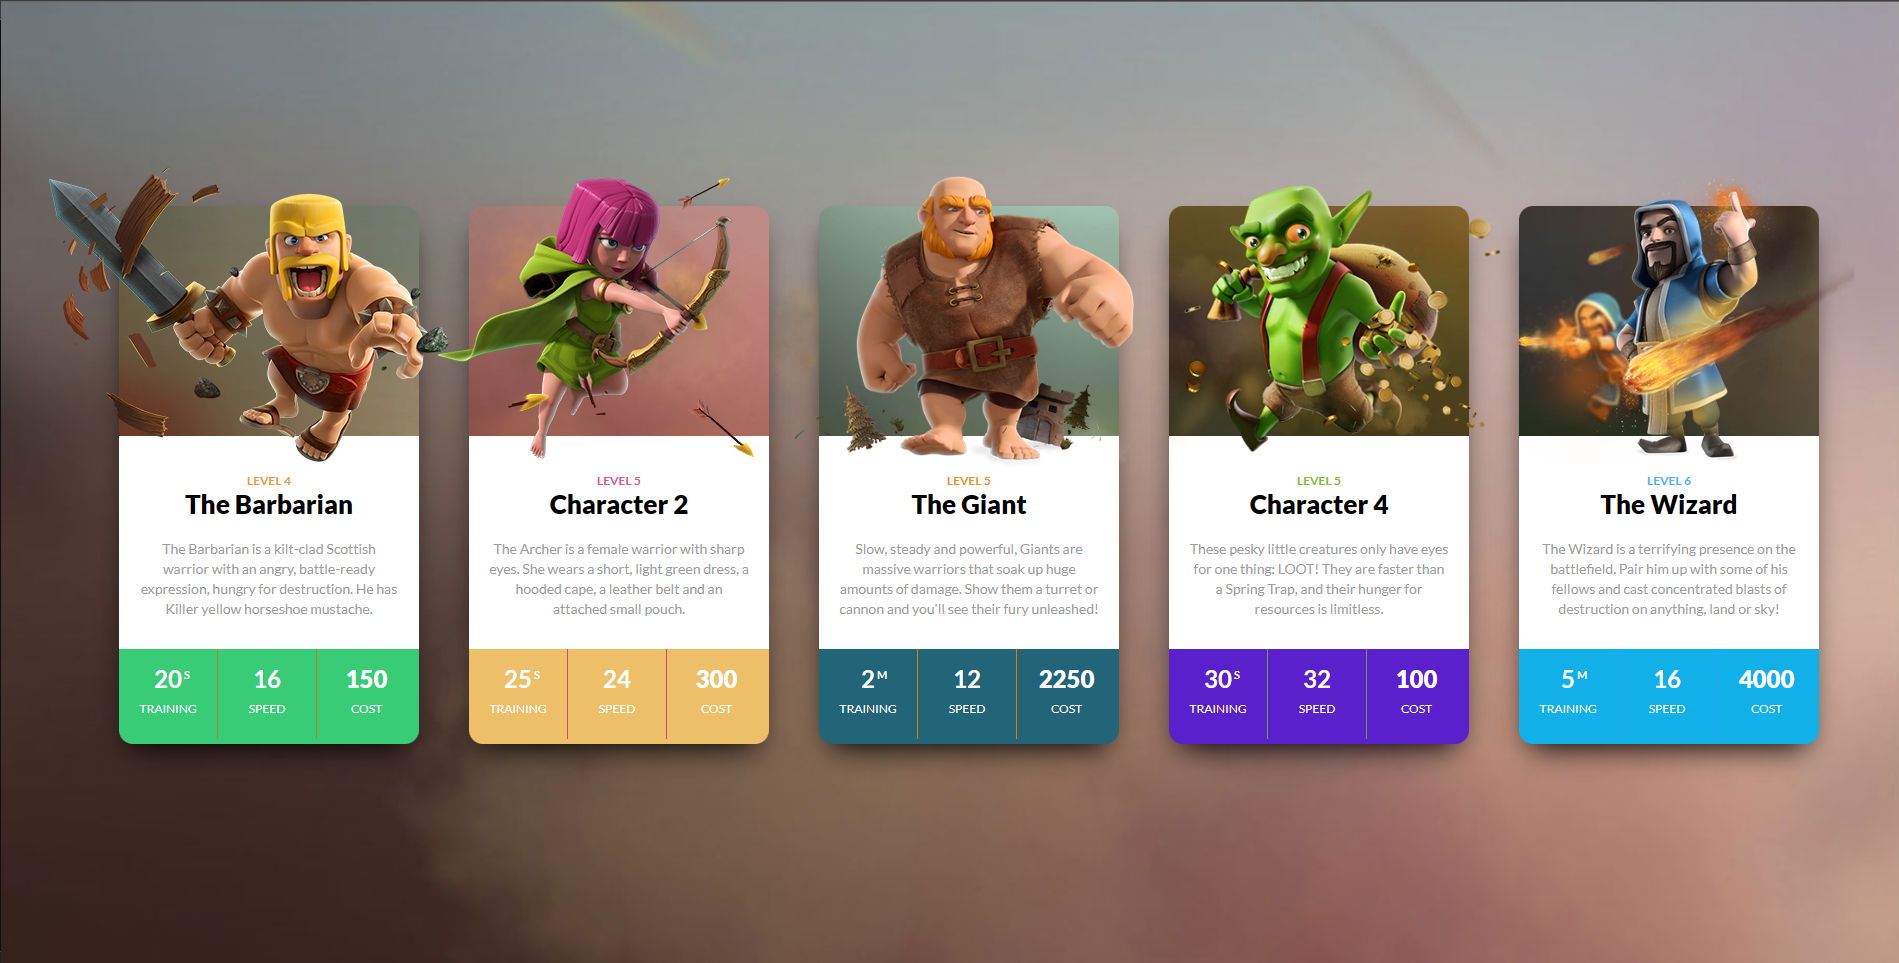 LEVEL 4
The Barbarian
The Barbarian is a kilt-clad Scottish
warrior with an angry, battle-ready
expression, hungry for destruction. He has
Killer yellow horseshoe mustache.
20S 16 150
TRAINING SPEED COST
LEVEL 5
Character 2
The Archer is a female warrior with sharp
eyes. She wears a short, light green dress, a
hooded cape, a leather belt and an
attached small pouch.
25S 24 300
TRAINING SPEED COST
LEVEL 5
The Giant
Slow, steady and powerful, Giants are
massive warriors that soak up huge
amounts of damage. Show them a turret or
cannon and you'll see their fury unleashed!
2M 12 2250
TRAINING SPEED COST
LEVEL 5
Character 4
These pesky little creatures only have eyes
for one thing: LOOT! They are faster than
a Spring Trap, and their hunger for
resources is limitless.
30S 32 100
TRAINING SPEED COST
LEVEL 6
The Wizard
The Wizard is a terrifying presence on the
battlefield. Pair him up with some of his
fellows and cast concentrated blasts of
destruction on anything, land or sky!
5M 16 4000
TRAINING SPEED COST